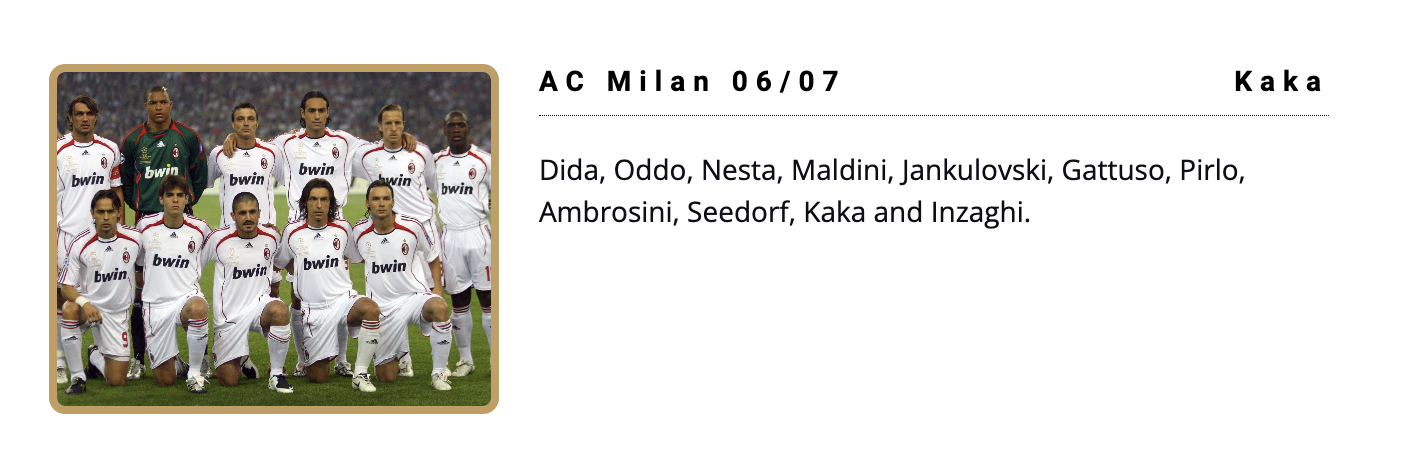 AC Milan 06/07 Kaka
Dida, Oddo, Nesta, Maldini, Jankulovski, Gattuso, Pirlo,
Ambrosini, Seedorf, Kaka and Inzaghi.
bwin
bwin
bwin
bwin
bwin
bwin
bwin
bwin
bwin
bwin
bwin
9